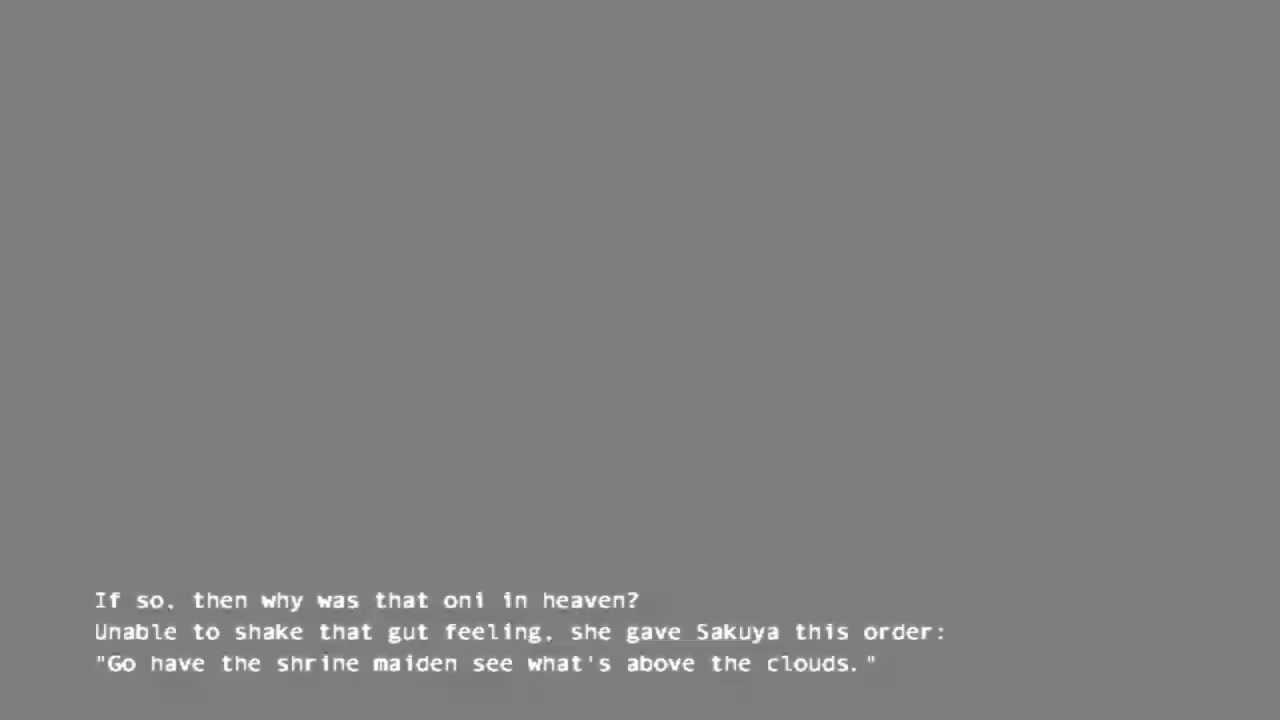 If so, then why was that oni in heaven?
Unable to shake that gut feeling, she gave Sakuya this order:
"Go have the shrine maiden see what's above the clouds."